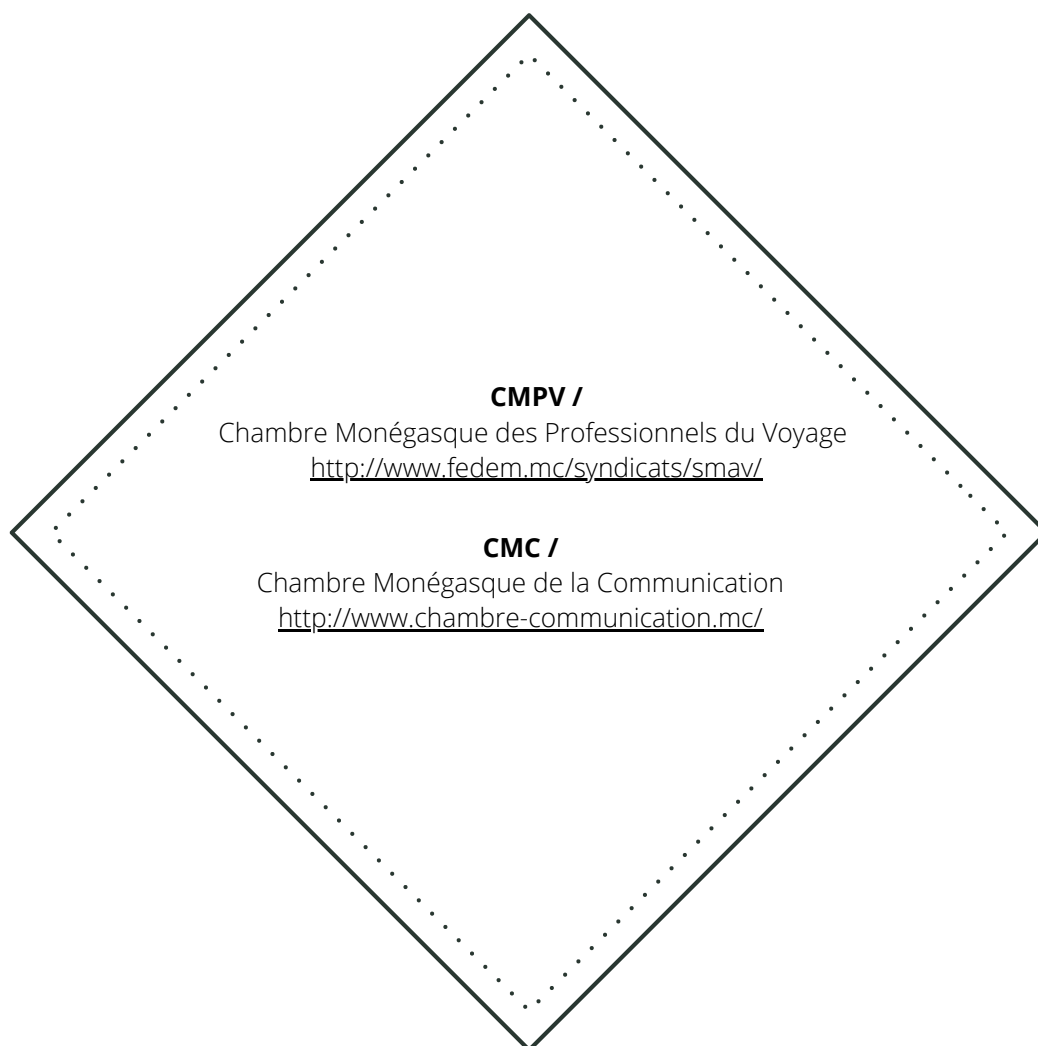 CMPV /
Chambre Monégasque des Professionnels du Voyage
http://www.fedem.mc/syndicats/smav/
CMC /
Chambre Monégasque de la Communication
http://www.chambre-communication.mc/